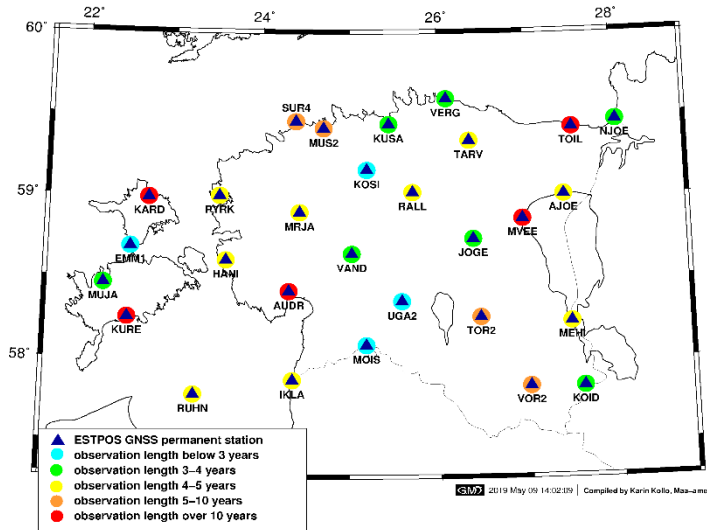 22° 24° 26° 28°
60°
SUR4 VERG
MUS2 KUSA TARV TOIL NJOE
KOSI
59°
KARD PYRK RALL AJOE
MRJA MVEE
EMM1 HANI VAND JOGE
MUJA
KURE AUDR UGA2 TOR2 MEHI
58°
MOIS
RUHN IKLA VOR2 KOID
ESTPOS GNSS permanent station
observation length below 3 years
observation length 3–4 years
observation length 4–5 years
observation length 5–10 years
observation length over 10 years
GMD 2019 May 09 14:02:09 Compiled by Karin Kollo, Maa-ame